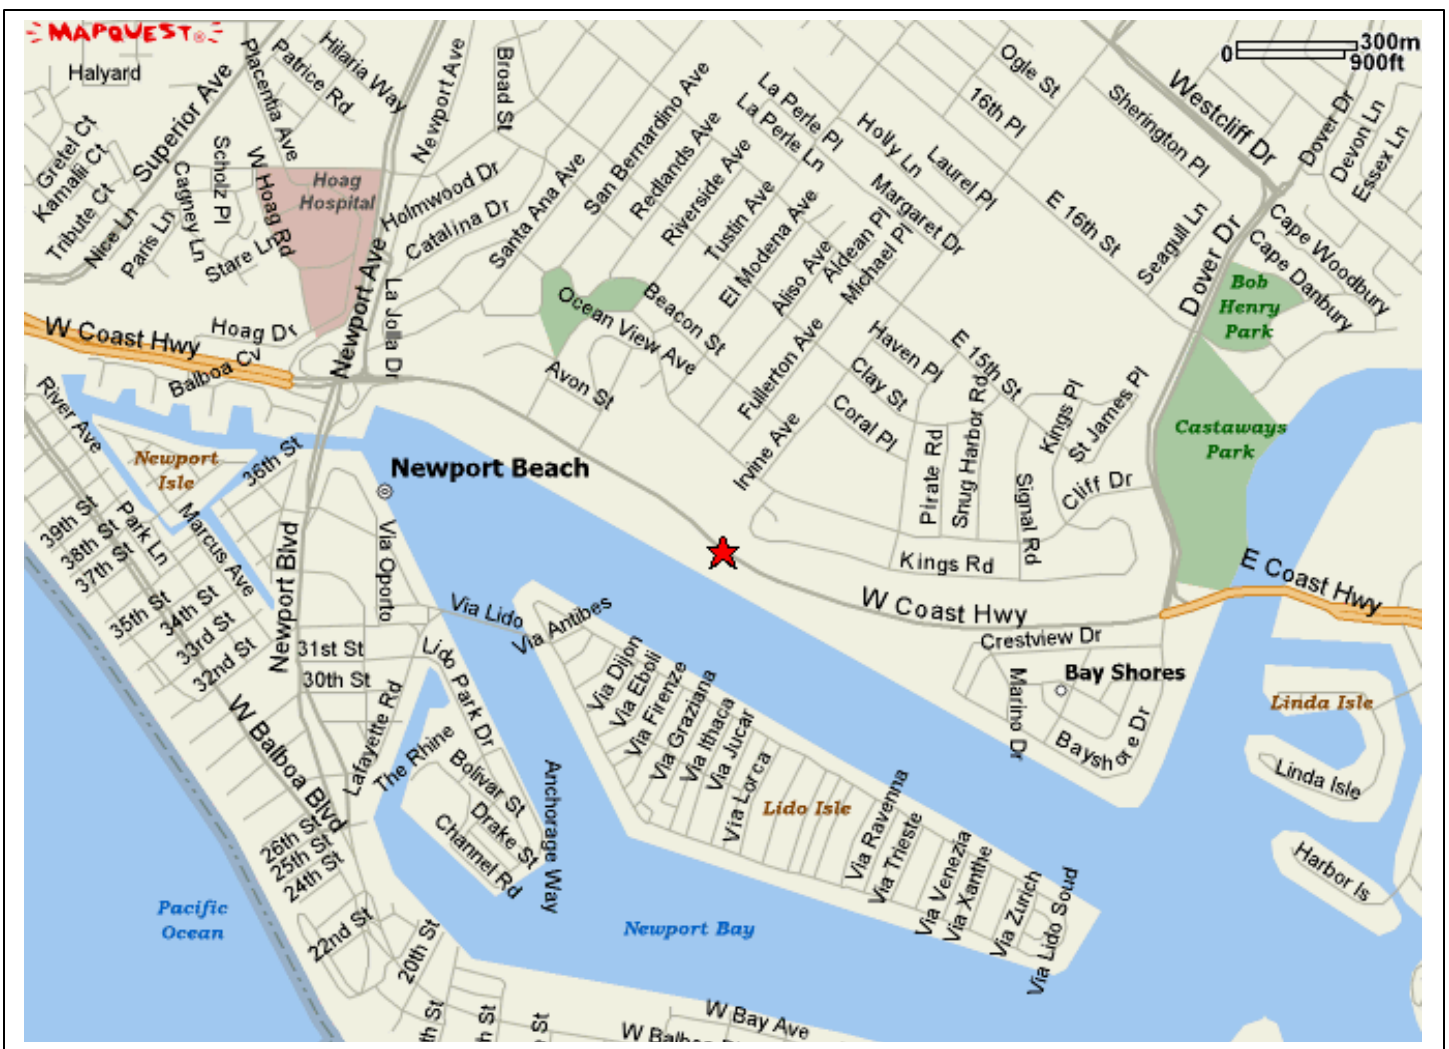 MAPQUEST
Halyard
Placentia Ave
Patrice Rd
Hilaria Way
Newport Ave
Broad St
Superior Ave
Gretel Ct
Kamalii Ct
Tribute Ct
Nice Ln
Paris Ln
Cagney Ln
Scholz Pl
Stare Ln
W Hoag Rd
Hoag
Hospital
Holmwood Dr
Catalina Dr
Santa Ana Ave
San Bernardino Ave
Redlands Ave
Riverside Ave
Tustin Ave
El Modena Ave
Aliso Ave
Aldean Pl
Michael Pl
La Perle Pl
La Perle Ln
Holly Ln
Laurel Pl
Margaret Dr
Ogle St
16th Pl
E 16th St
Sherington Pl
Westcliff Dr
0
300m
900ft
Dover Dr
Devon Ln
Essex Ln
Seagull Ln
Dover Dr
Cape Woodbury
Cape Danbury
Bob
Henry
Park
Castaways
Park
W Coast Hwy
Hoag Dr
Balboa Cv
Newport Ave
La Jolla Dr
Ocean View Ave
Beacon St
Avon St
Fullerton Ave
Irvine Ave
Haven Pl
Clay St
Coral Pl
E 15th St
Pirate Rd
Snug Harbor Rd
Signal Rd
Kings Pl
St James Pl
Cliff Dr
Kings Rd
W Coast Hwy
E Coast Hwy
River Ave
Newport
Isle
36th St
Newport Beach
39th St
38th St
37th St
Park Ln
Marcus Ave
35th St
34th St
33rd St
32nd St
Newport Blvd
Via Oporto
31st St
30th St
Via Lido
Via Antibes
Lido Park Dr
Lafayette Rd
The Rhine
Bolivar St
Drake St
Channel Rd
Anchorage Way
W Balboa Blvd
26th St
25th St
24th St
22nd St
20th St
Via Dijon
Via Eboli
Via Firenze
Via Graziana
Via Ithaca
Via Jucar
Via Lorca
Lido Isle
Via Ravenna
Via Trieste
Via Venezia
Via Xanthe
Via Zurich
Via Lido Soud
Crestview Dr
Bay Shores
Marino Dr
Bayshore Dr
Linda Isle
Linda Isle
Harbor Is
Pacific
Ocean
Newport Bay
W Bay Ave
th St
h St
St